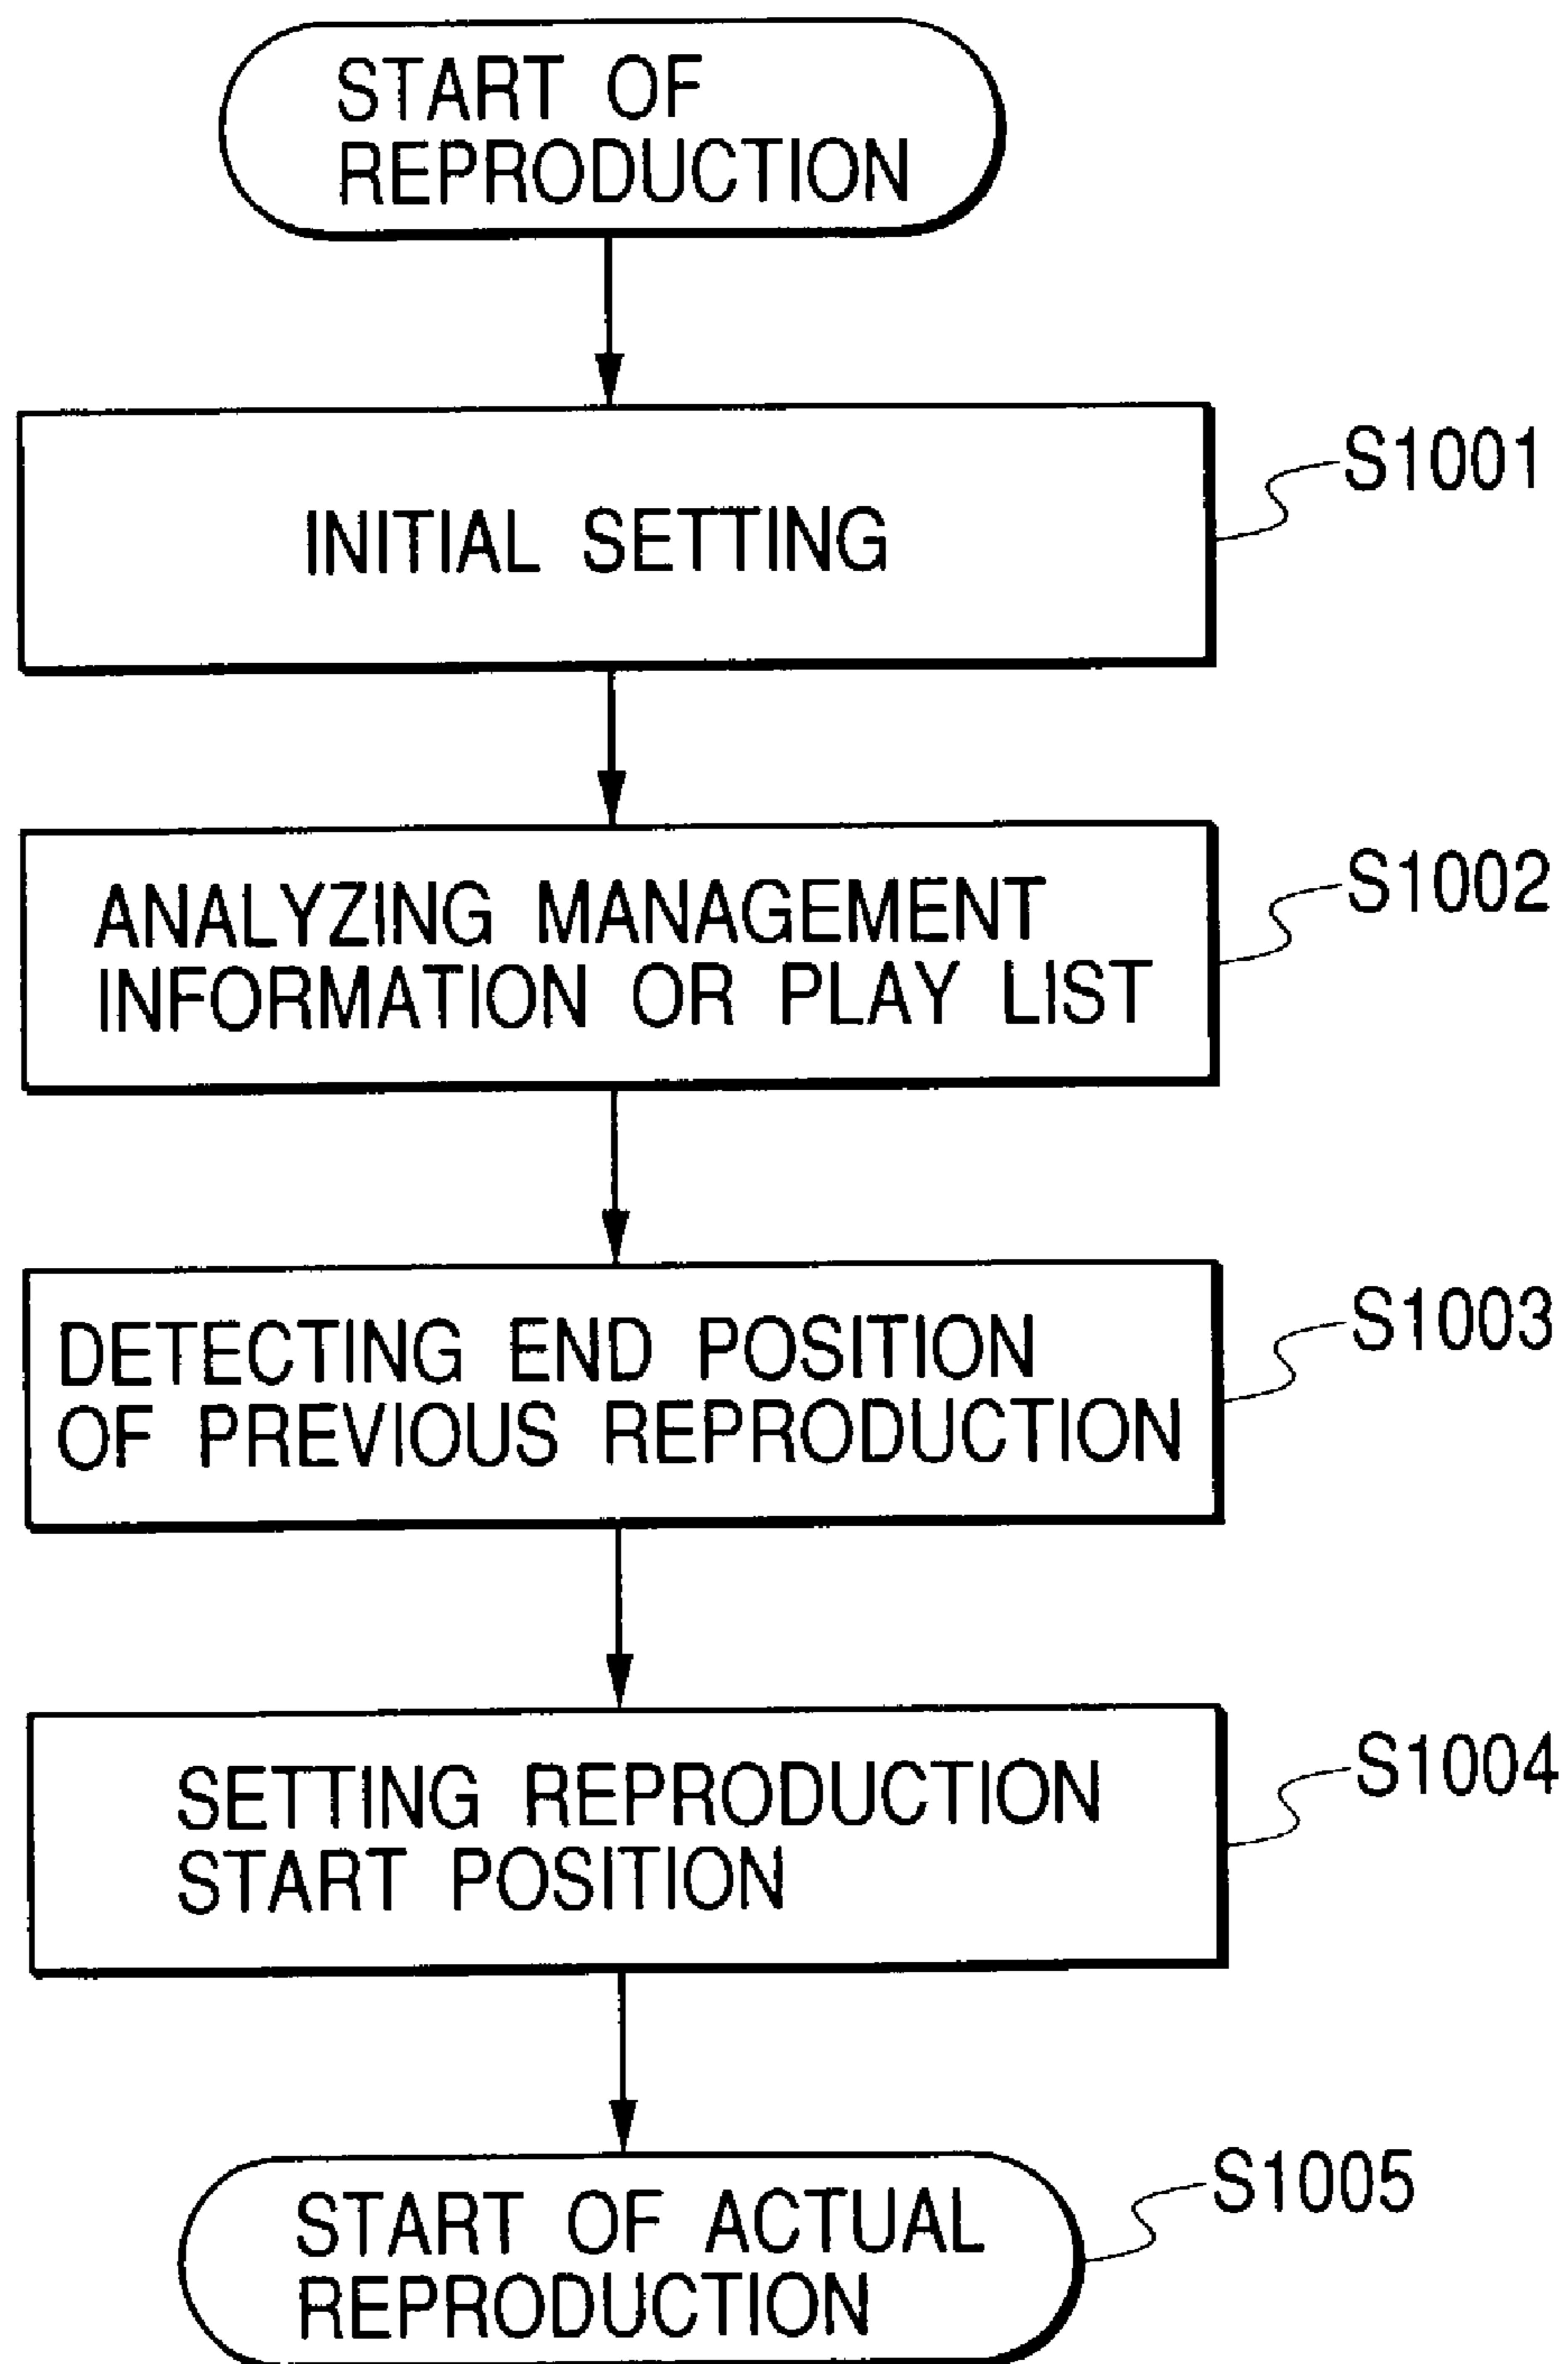 START OF
REPRODUCTION
INITIAL SETTING
S1001
ANALYZING MANAGEMENT
INFORMATION OR PLAY LIST
S1002
DETECTING END POSITION
OF PREVIOUS REPRODUCTION
S1003
SETTING REPRODUCTION
START POSITION
S1004
START OF ACTUAL
REPRODUCTION
S1005